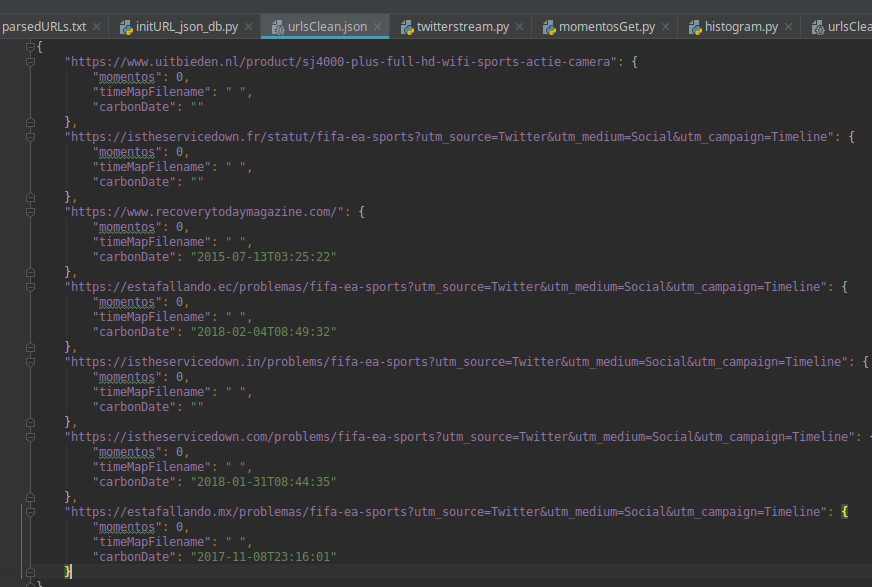 parsedURLs.txt × initURL_json_db.py × urlsClean.json × twitterstream.py × momentosGet.py × histogram.py × urlsClea
{
"https://www.uitbieden.nl/product/sj4000-plus-full-hd-wifi-sports-actie-camera": {
"momentos": 0,
"timeMapFilename": " ",
"carbonDate": ""
},
"https://istheservicedown.fr/statut/fifa-ea-sports?utm_source=Twitter&utm_medium=Social&utm_campaign=Timeline": {
"momentos": 0,
"timeMapFilename": " ",
"carbonDate": ""
},
"https://www.recoverytodaymagazine.com/": {
"momentos": 0,
"timeMapFilename": " ",
"carbonDate": "2015-07-13T03:25:22"
},
"https://estafallando.ec/problemas/fifa-ea-sports?utm_source=Twitter&utm_medium=Social&utm_campaign=Timeline": {
"momentos": 0,
"timeMapFilename": " ",
"carbonDate": "2018-02-04T08:49:32"
},
"https://istheservicedown.in/problems/fifa-ea-sports?utm_source=Twitter&utm_medium=Social&utm_campaign=Timeline": {
"momentos": 0,
"timeMapFilename": " ",
"carbonDate": ""
},
"https://istheservicedown.com/problems/fifa-ea-sports?utm_source=Twitter&utm_medium=Social&utm_campaign=Timeline": {
"momentos": 0,
"timeMapFilename": " ",
"carbonDate": "2018-01-31T08:44:35"
},
"https://estafallando.mx/problemas/fifa-ea-sports?utm_source=Twitter&utm_medium=Social&utm_campaign=Timeline": {
"momentos": 0,
"timeMapFilename": " ",
"carbonDate": "2017-11-08T23:16:01"
}
}